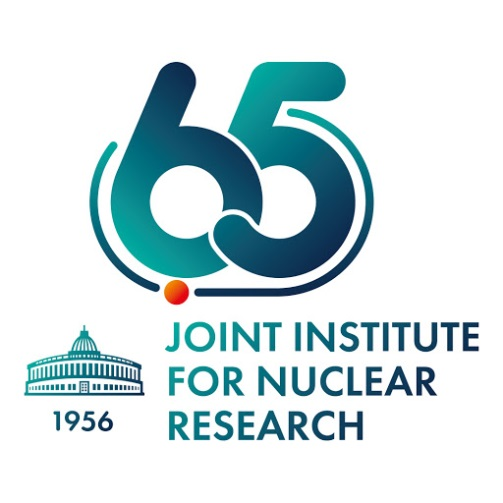 65
JOINT INSTITUTE
FOR NUCLEAR
RESEARCH
1956